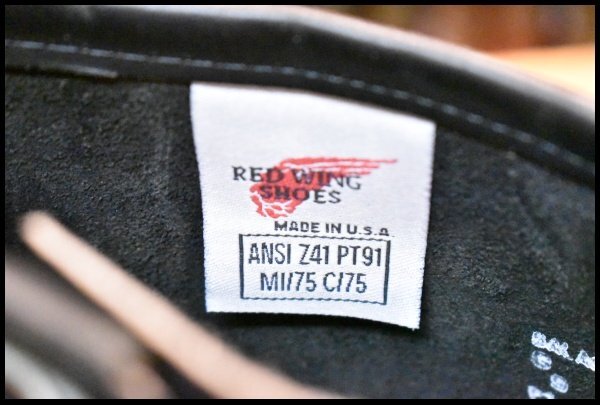 RED WING
SHOES
MADE IN U.S.A.
ANSI Z41 PT91
MI/75 C/75